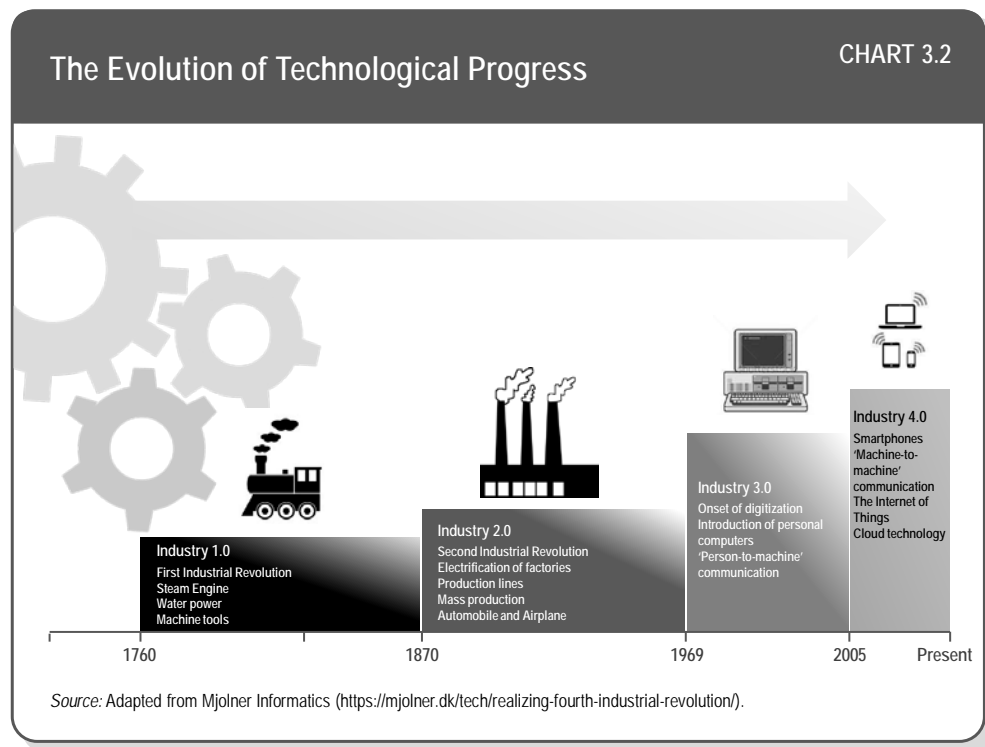 The Evolution of Technological Progress
CHART 3.2
Industry 1.0
First Industrial Revolution
Steam Engine
Water power
Machine tools
Industry 2.0
Second Industrial Revolution
Electrification of factories
Production lines
Mass production
Automobile and Airplane
Industry 3.0
Onset of digitization
Introduction of personal
computers
‘Person-to-machine’
communication
Industry 4.0
Smartphones
‘Machine-to-
machine’
communication
The Internet of
Things
Cloud technology
1760
1870
1969
2005
Present
Source: Adapted from Mjolner Informatics (https://mjolner.dk/tech/realizing-fourth-industrial-revolution/).